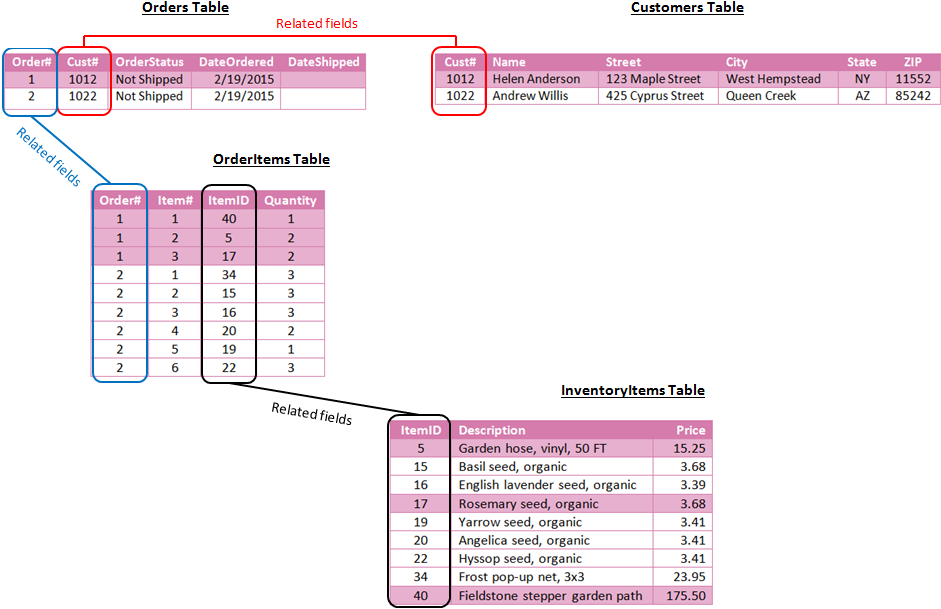 Orders Table
Customers Table
Related fields
Order# Cust# OrderStatus DateOrdered DateShipped
1 1012 Not Shipped 2/19/2015
2 1022 Not Shipped 2/19/2015
Cust# Name Street City State ZIP
1012 Helen Anderson 123 Maple Street West Hempstead NY 11552
1022 Andrew Willis 425 Cyprus Street Queen Creek AZ 85242
Related fields
OrderItems Table
Order# Item# ItemID Quantity
1 1 40 1
1 2 5 2
1 3 17 2
2 1 34 3
2 2 15 3
2 3 16 3
2 4 20 2
2 5 19 1
2 6 22 3
Related fields
InventoryItems Table
ItemID Description Price
5 Garden hose, vinyl, 50 FT 15.25
15 Basil seed, organic 3.68
16 English lavender seed, organic 3.39
17 Rosemary seed, organic 3.68
19 Yarrow seed, organic 3.41
20 Angelica seed, organic 3.41
22 Hyssop seed, organic 3.41
34 Frost pop-up net, 3x3 23.95
40 Fieldstone stepper garden path 175.50